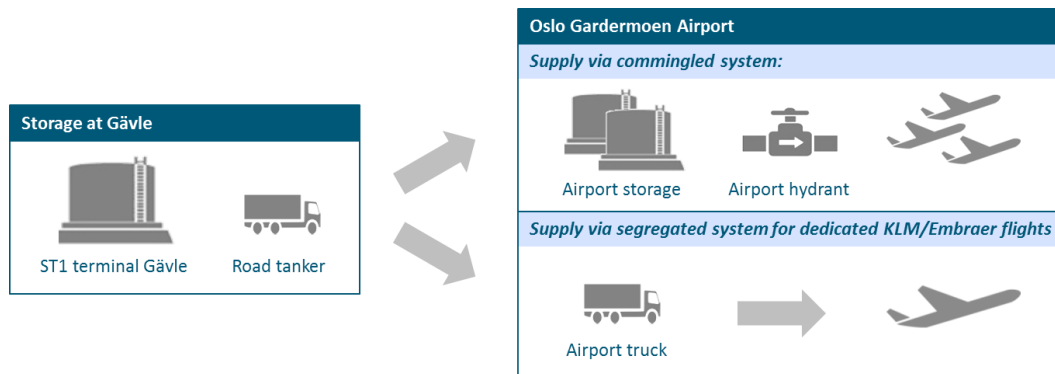 Storage at Gävle
ST1 terminal Gävle
Road tanker
Oslo Gardermoen Airport
Supply via commingled system:
Airport storage
Airport hydrant
Supply via segregated system for dedicated KLM/Embraer flights
Airport truck